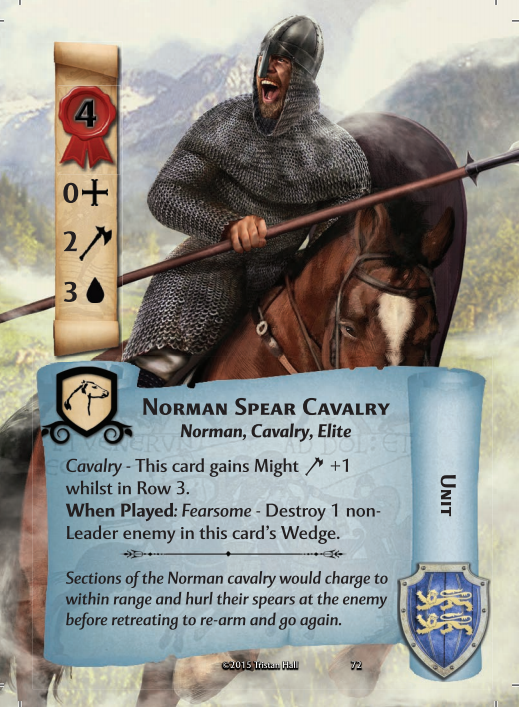 4
0
2
3
NORMAN SPEAR CAVALRY
Norman, Cavalry, Elite
Cavalry - This card gains Might +1
whilst in Row 3.
When Played: Fearsome - Destroy 1 non-
Leader enemy in this card's Wedge.
UNIT
Sections of the Norman cavalry would charge to
within range and hurl their spears at the enemy
before retreating to re-arm and go again.
©2015 Tristan Hall
72